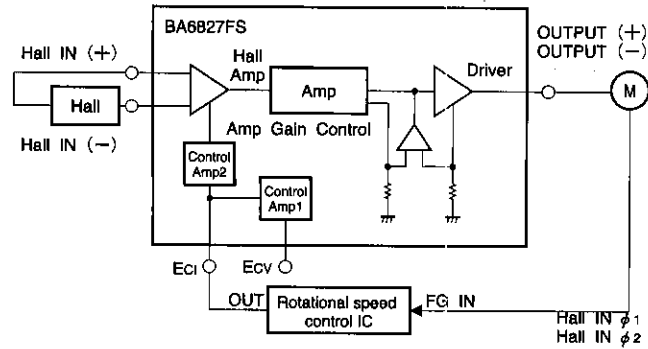 BA6827FS
OUTPUT (+)
OUTPUT (−)
Hall IN (+)
Hall
Amp
Driver
Amp
M
Hall
Amp Gain Control
Hall IN (−)
Control
Amp2
Control
Amp1
ECI
ECV
OUT
Rotational speed
control IC
FG IN
Hall IN ϕ1
Hall IN ϕ2